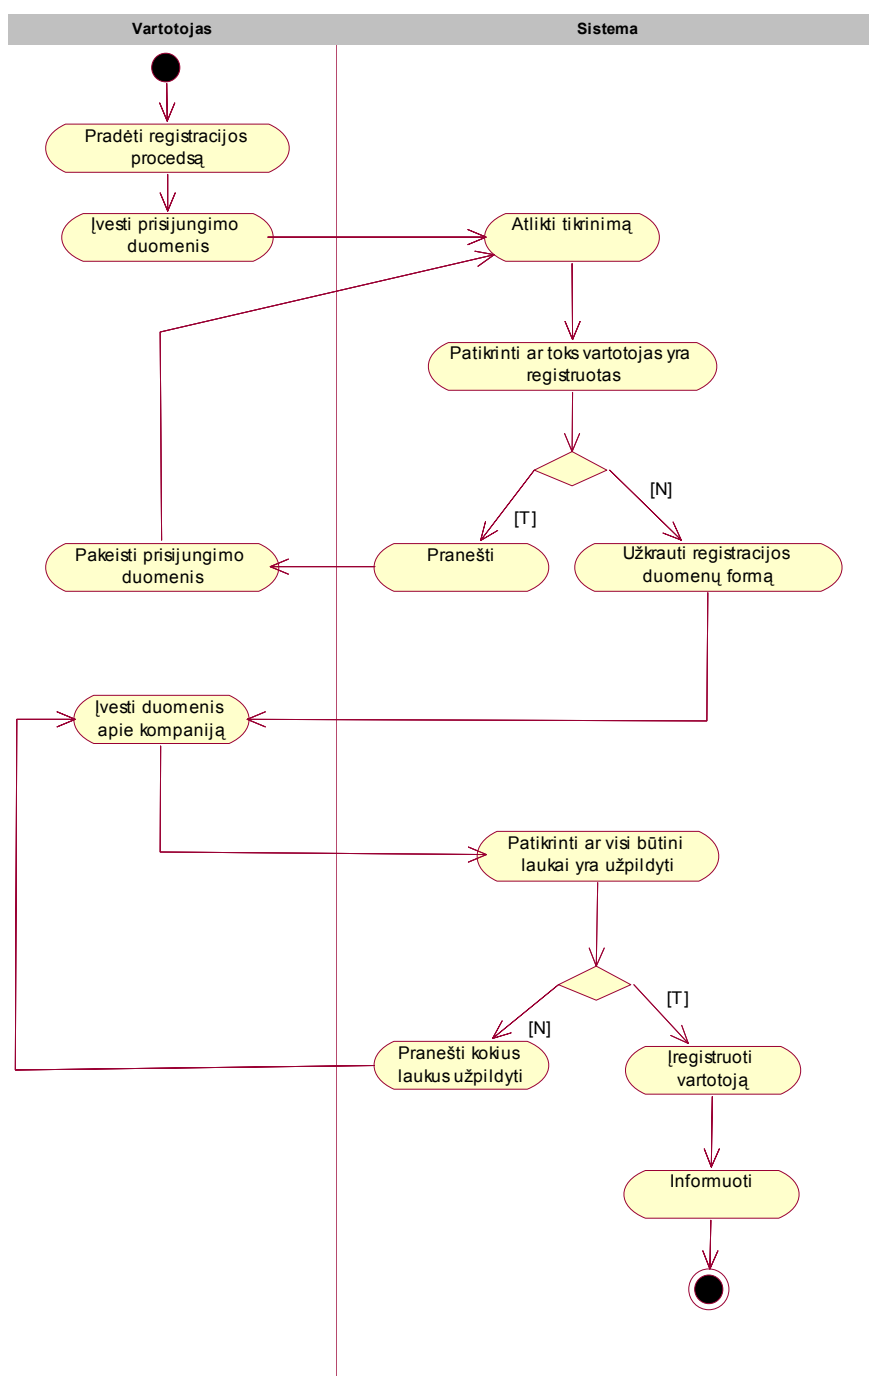 Vartotojas
Sistema
Pradėti registracijos
procedsą
Įvesti prisijungimo
duomenis
Atlikti tikrinimą
Patikrinti ar toks vartotojas yra
registruotas
[N]
[T]
Pakeisti prisijungimo
duomenis
Pranešti
Užkrauti registracijos
duomenų formą
Įvesti duomenis
apie kompaniją
Patikrinti ar visi būtini
laukai yra užpildyti
[T]
[N]
Pranešti kokius
laukus užpildyti
Įregistruoti
vartotoją
Informuoti